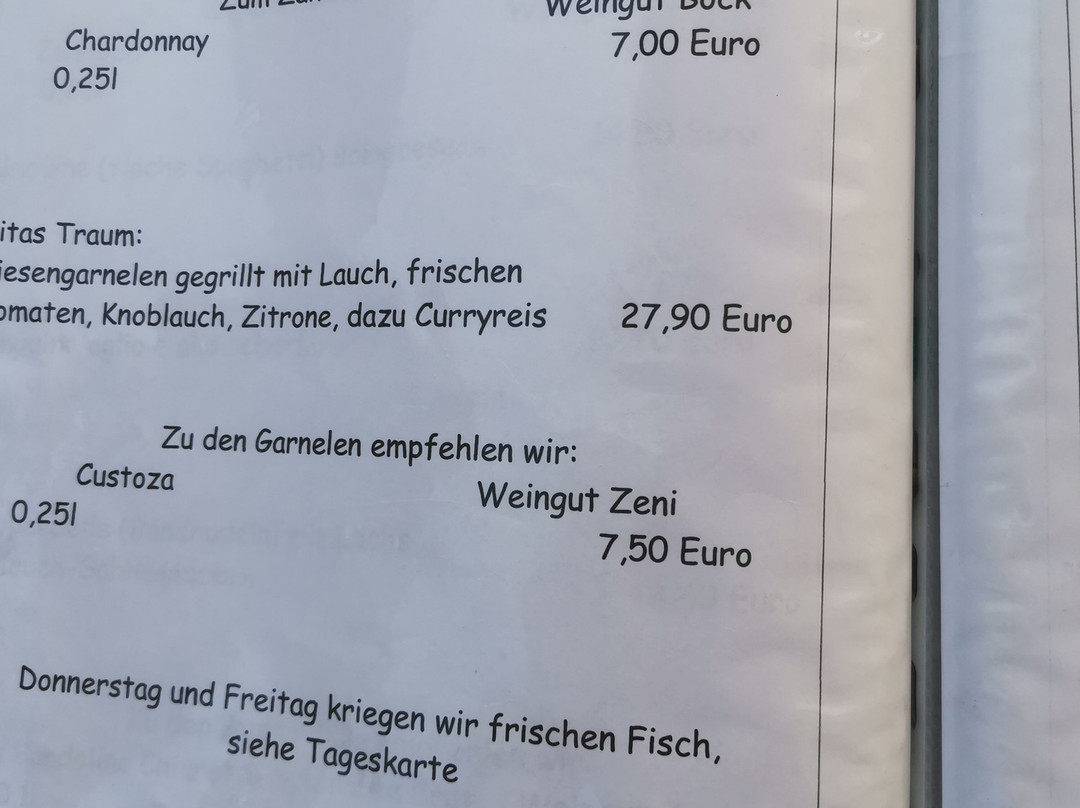 Weingut Bock
Chardonnay 7,00 Euro
0,25l
itas Traum:
iesengarnelen gegrillt mit Lauch, frischen
omaten, Knoblauch, Zitrone, dazu Curryreis 27,90 Euro
Zu den Garnelen empfehlen wir:
Custoza Weingut Zeni
0,25l 7,50 Euro
Donnerstag und Freitag kriegen wir frischen Fisch,
siehe Tageskarte